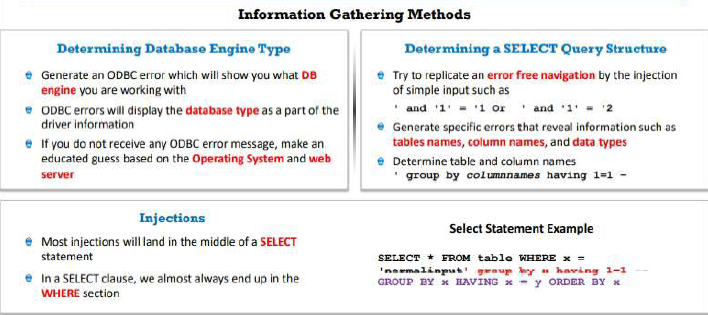 Information Gathering Methods
Determining Database Engine Type
Generate an ODBC error which will show you what DB
engine you are working with
ODBC errors will display the database type as a part of the
driver information
If you do not receive any ODBC error message, make an
educated guess based on the Operating System and web
server
Determining a SELECT Query Structure
Try to replicate an error free navigation by the injection
of simple input such as
' and '1' = '1 Or ' and '1' = '2
Generate specific errors that reveal information such as
tables names, column names, and data types
Determine table and column names
' group by columnnames having 1=1 -
Injections
Most injections will land in the middle of a SELECT
statement
In a SELECT clause, we almost always end up in the
WHERE section
Select Statement Example
SELECT * FROM table WHERE x =
'normalinput' group by x having 1=1 --
GROUP BY x HAVING x = y ORDER BY x